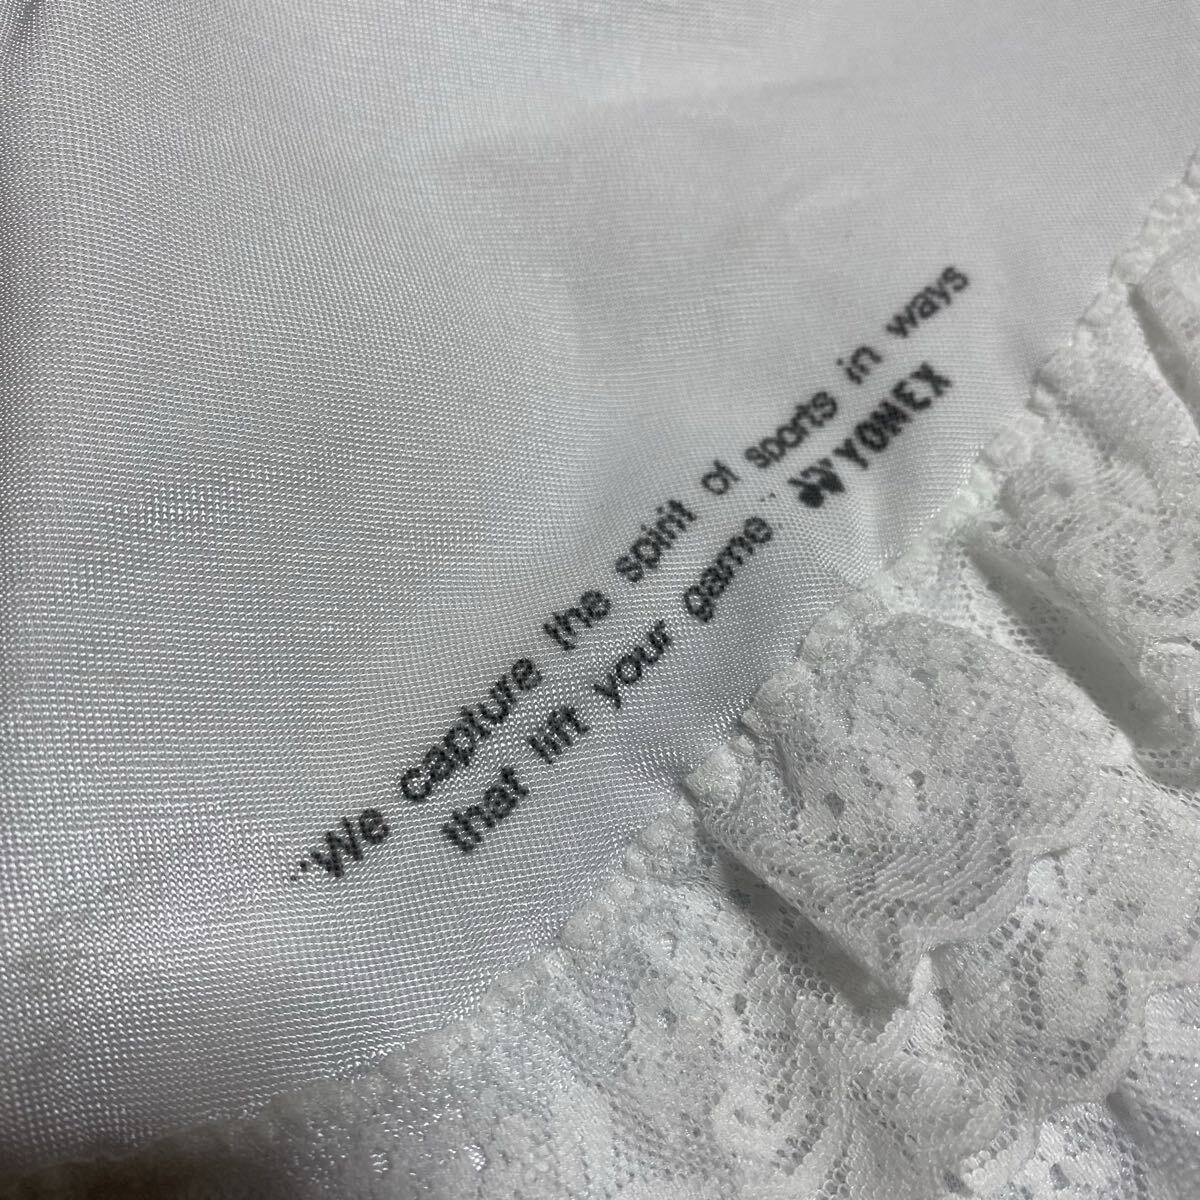 "We capture the spirit of sports in ways
that lift your game" YONEX